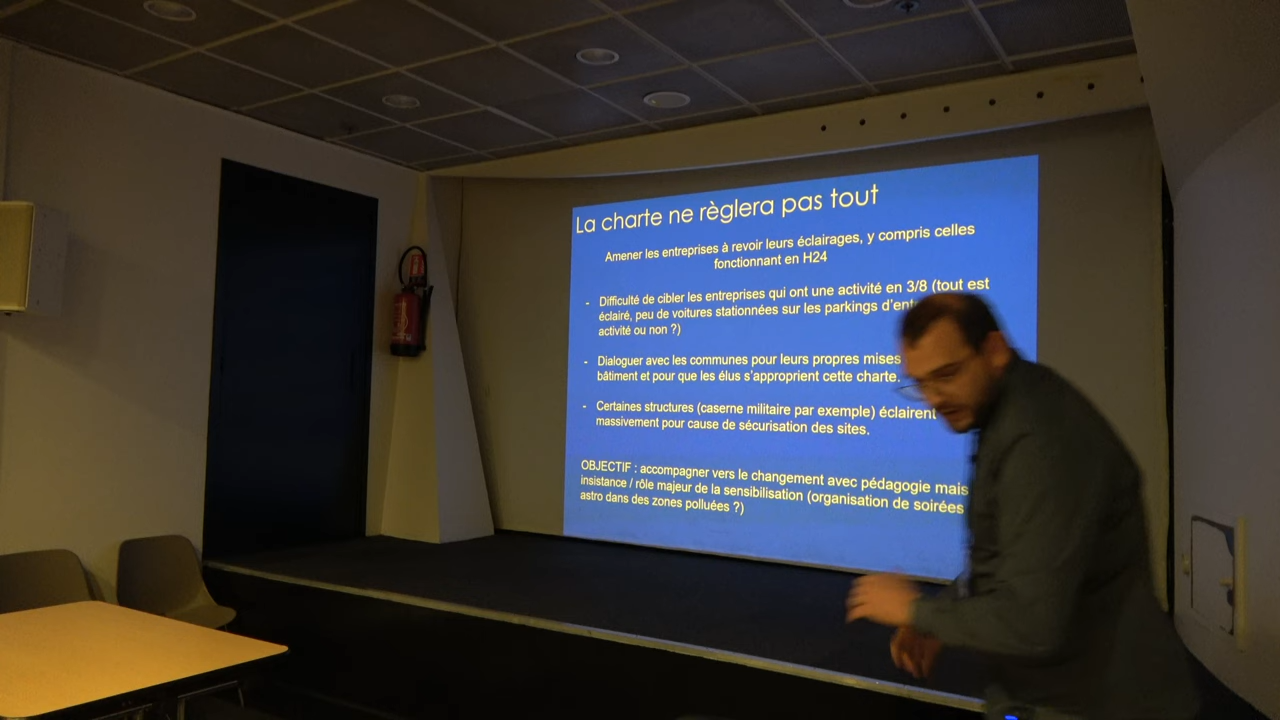 La charte ne règlera pas tout
Amener les entreprises à revoir leurs éclairages, y compris celles
fonctionnant en H24
- Difficulté de cibler les entreprises qui ont une activité en 3/8 (tout est
éclairé, peu de voitures stationnées sur les parkings
activité ou non ?)
- Dialoguer avec les communes pour leurs propres mises
bâtiment et pour que les élus s'approprient cette charte.
- Certaines structures (caserne militaire par exemple) éclairent
massivement pour cause de sécurisation des sites.
OBJECTIF : accompagner vers le changement avec pédagogie mais
insistance / rôle majeur de la sensibilisation (organisation de soirées
astro dans des zones polluées ?)